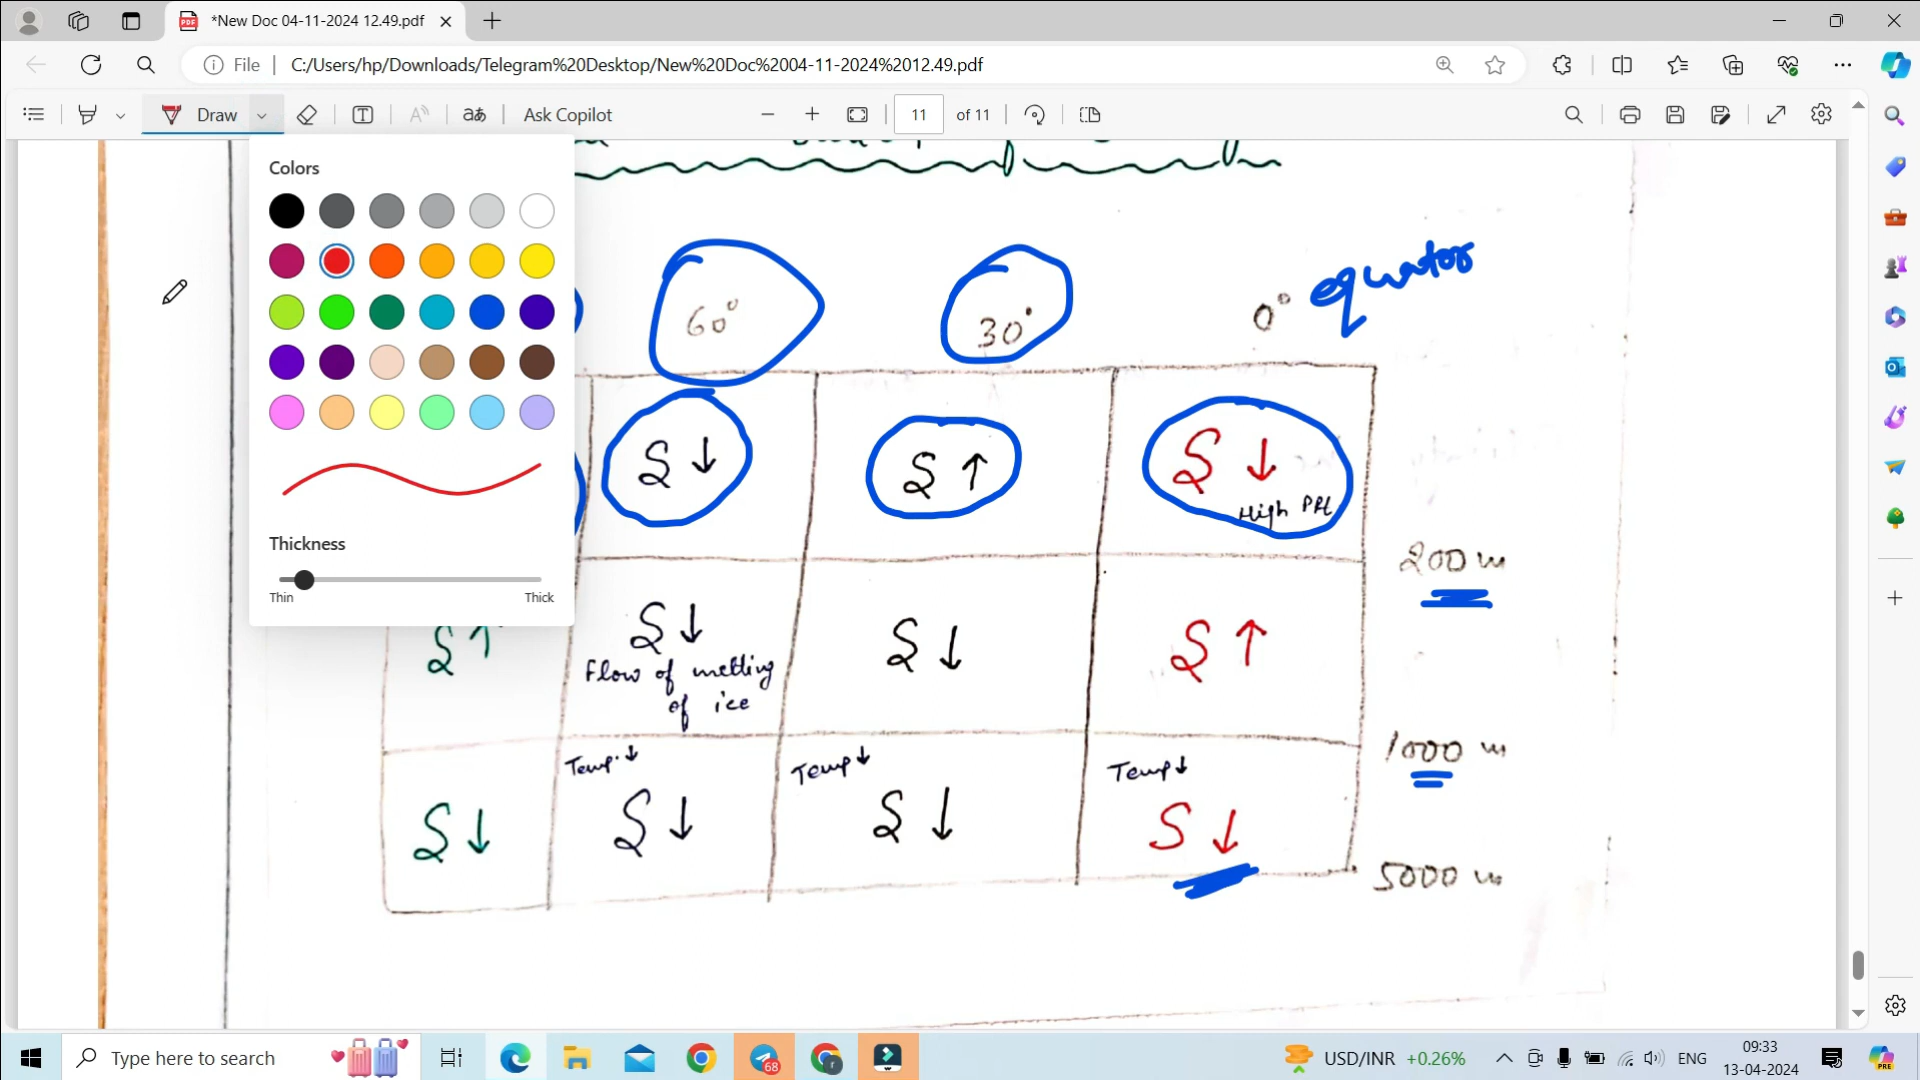 *New Doc 04-11-2024 12.49.pdf
File
C:/Users/hp/Downloads/Telegram%20Desktop/New%20Doc%2004-11-2024%2012.49.pdf
Draw
Ask Copilot
11 of 11
Colors
Thickness
Thin Thick
60° 30° 0° equator
S↓ S↑ S↓
High PPt
200 m
S↑ S↓ S↓ S↑
Flow of melting
of ice
1000 m
Temp.↓ Temp↓ Temp↓
S↓ S↓ S↓ S↓
5000 m
Type here to search
68
USD/INR +0.26%
ENG
09:33
13-04-2024
PRE